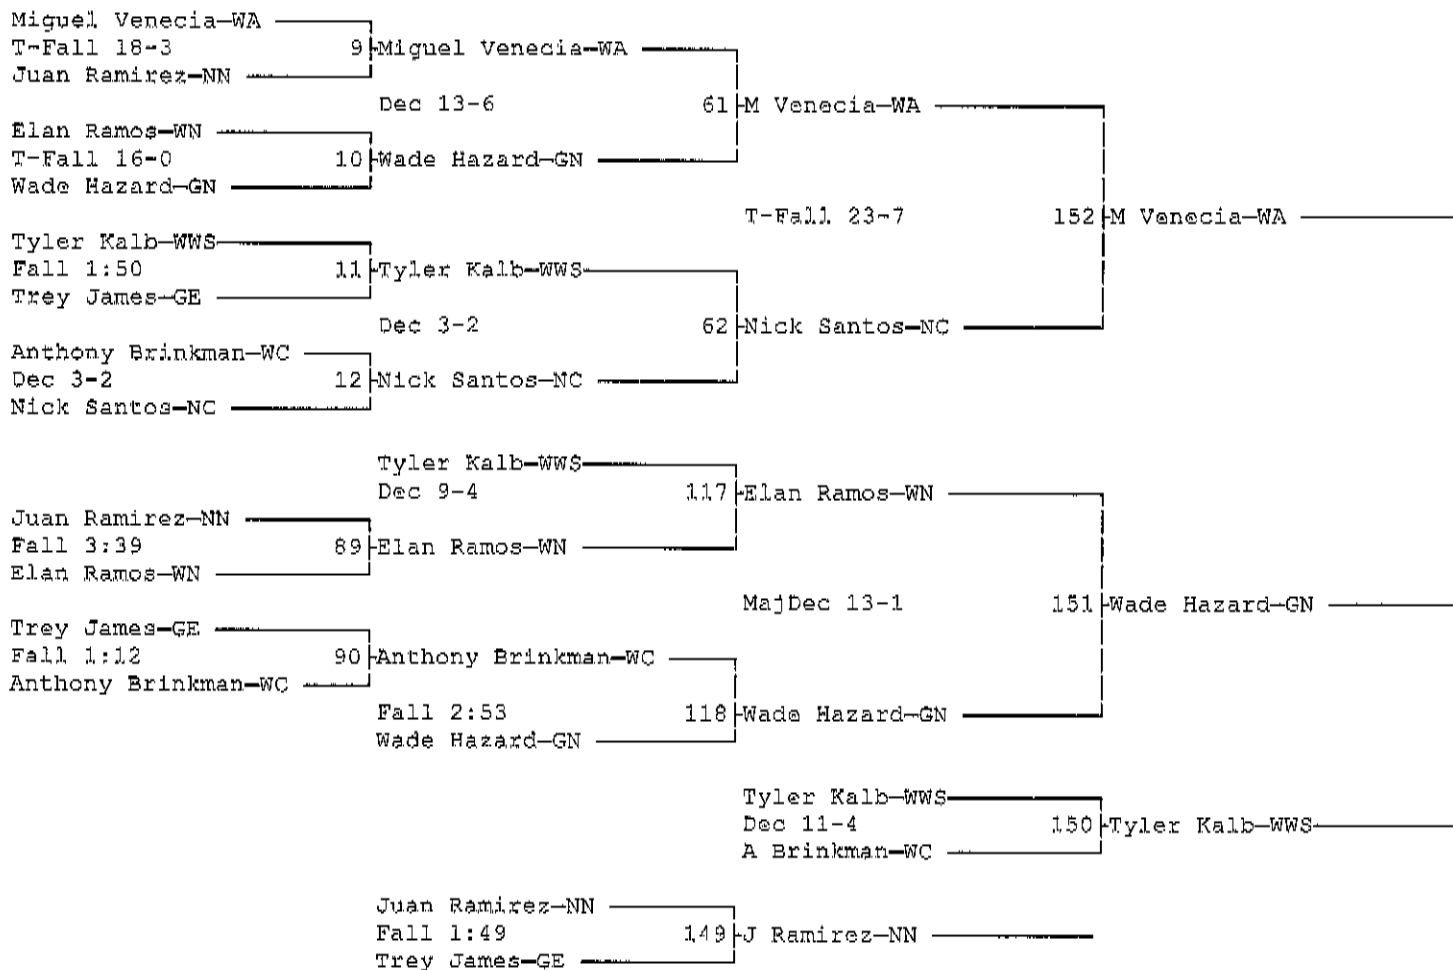 Miguel Venecia—WA
T-Fall 18-3 9 Miguel Venecia—WA
Juan Ramirez—NN
Dec 13-6 61 M Venecia—WA
Elan Ramos—WN
T-Fall 16-0 10 Wade Hazard—GN
Wade Hazard—GN
T-Fall 23-7 152 M Venecia—WA
Tyler Kalb—WWS
Fall 1:50 11 Tyler Kalb—WWS
Trey James—GE
Dec 3-2 62 Nick Santos—NC
Anthony Brinkman—WC
Dec 3-2 12 Nick Santos—NC
Nick Santos—NC
Tyler Kalb—WWS
Dec 9-4 117 Elan Ramos—WN
Juan Ramirez—NN
Fall 3:39 89 Elan Ramos—WN
Elan Ramos—WN
MajDec 13-1 151 Wade Hazard—GN
Trey James—GE
Fall 1:12 90 Anthony Brinkman—WC
Anthony Brinkman—WC
Fall 2:53 118 Wade Hazard—GN
Wade Hazard—GN
Tyler Kalb—WWS
Dec 11-4 150 Tyler Kalb—WWS
A Brinkman—WC
Juan Ramirez—NN
Fall 1:49 149 J Ramirez—NN
Trey James—GE